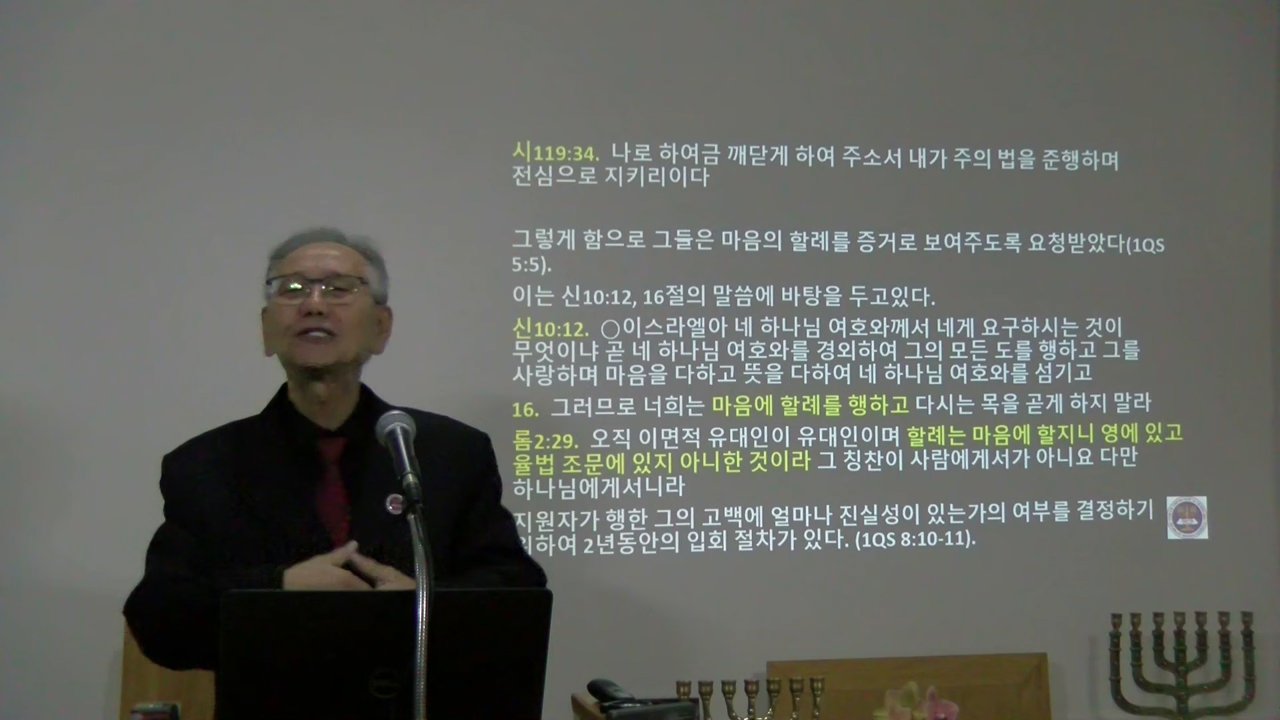 시119:34. 나로 하여금 깨닫게 하여 주소서 내가 주의 법을 준행하며
전심으로 지키리이다
그렇게 함으로 그들은 마음의 할례를 증거로 보여주도록 요청받았다(1QS
5:5).
이는 신10:12, 16절의 말씀에 바탕을 두고있다.
신10:12. ○이스라엘아 네 하나님 여호와께서 네게 요구하시는 것이
무엇이냐 곧 네 하나님 여호와를 경외하여 그의 모든 도를 행하고 그를
사랑하며 마음을 다하고 뜻을 다하여 네 하나님 여호와를 섬기고
16. 그러므로 너희는 마음에 할례를 행하고 다시는 목을 곧게 하지 말라
롬2:29. 오직 이면적 유대인이 유대인이며 할례는 마음에 할지니 영에 있고
율법 조문에 있지 아니한 것이라 그 칭찬이 사람에게서가 아니요 다만
하나님에게서니라
지원자가 행한 그의 고백에 얼마나 진실성이 있는가의 여부를 결정하기
위하여 2년동안의 입회 절차가 있다. (1QS 8:10-11).